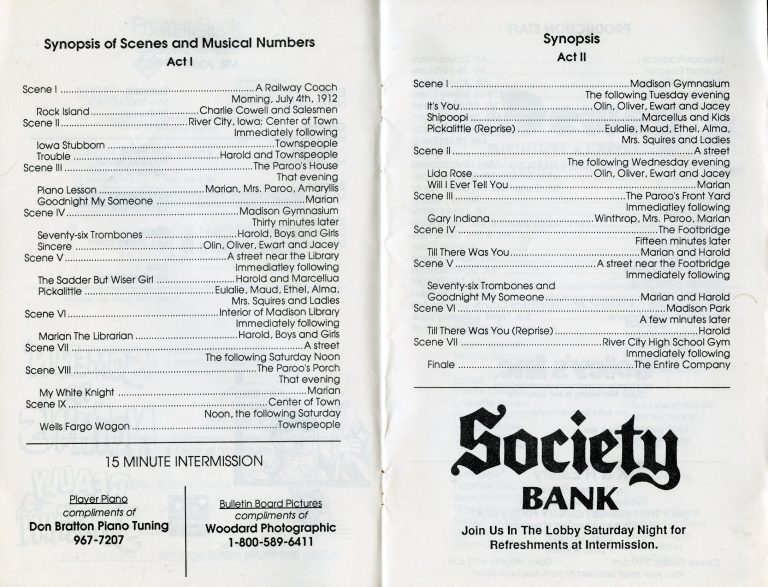 Synopsis of Scenes and Musical Numbers
Act I
Scene I ........ A Railway Coach
Morning, July 4th, 1912
Rock Island ........ Charlie Cowell and Salesmen
Scene II ........ River City, Iowa; Center of Town
Immediately following
Iowa Stubborn ........ Townspeople
Trouble ........ Harold and Townspeople
Scene III ........ The Paroo's House
That evening
Piano Lesson ........ Marian, Mrs. Paroo, Amaryllis
Goodnight My Someone ........ Marian
Scene IV ........ Madison Gymnasium
Thirty minutes later
Seventy-six Trombones ........ Harold, Boys and Girls
Sincere ........ Olin, Oliver, Ewart and Jacey
Scene V ........ A street near the Library
Immediatley following
The Sadder But Wiser Girl ........ Harold and Marcellua
Pickalittle ........ Eulalie, Maud, Ethel, Alma,
Mrs. Squires and Ladies
Scene VI ........ Interior of Madison Library
Immediately following
Marian The Librarian ........ Harold, Boys and Girls
Scene VII ........ A street
The following Saturday Noon
Scene VIII ........ The Paroo's Porch
That evening
My White Knight ........ Marian
Scene IX ........ Center of Town
Noon, the following Saturday
Wells Fargo Wagon ........ Townspeople
15 MINUTE INTERMISSION
Player Piano
compliments of
Don Bratton Piano Tuning
967-7207
Bulletin Board Pictures
compliments of
Woodard Photographic
1-800-589-6411
Synopsis
Act II
Scene I ........ Madison Gymnasium
The following Tuesday evening
It's You ........ Olin, Oliver, Ewart and Jacey
Shipoopi ........ Marcellus and Kids
Pickalittle (Reprise) ........ Eulalie, Maud, Ethel, Alma,
Mrs. Squires and Ladies
Scene II ........ A street
The following Wednesday evening
Lida Rose ........ Olin, Oliver, Ewart and Jacey
Will I Ever Tell You ........ Marian
Scene III ........ The Paroo's Front Yard
Immediatley following
Gary Indiana ........ Winthrop, Mrs. Paroo, Marian
Scene IV ........ The Footbridge
Fifteen minutes later
Till There Was You ........ Marian and Harold
Scene V ........ A street near the Footbridge
Immediately following
Seventy-six Trombones and
Goodnight My Someone ........ Marian and Harold
Scene VI ........ Madison Park
A few minutes later
Till There Was You (Reprise) ........ Harold
Scene VII ........ River City High School Gym
Immediately following
Finale ........ The Entire Company
Society
BANK
Join Us In The Lobby Saturday Night for
Refreshments at Intermission.